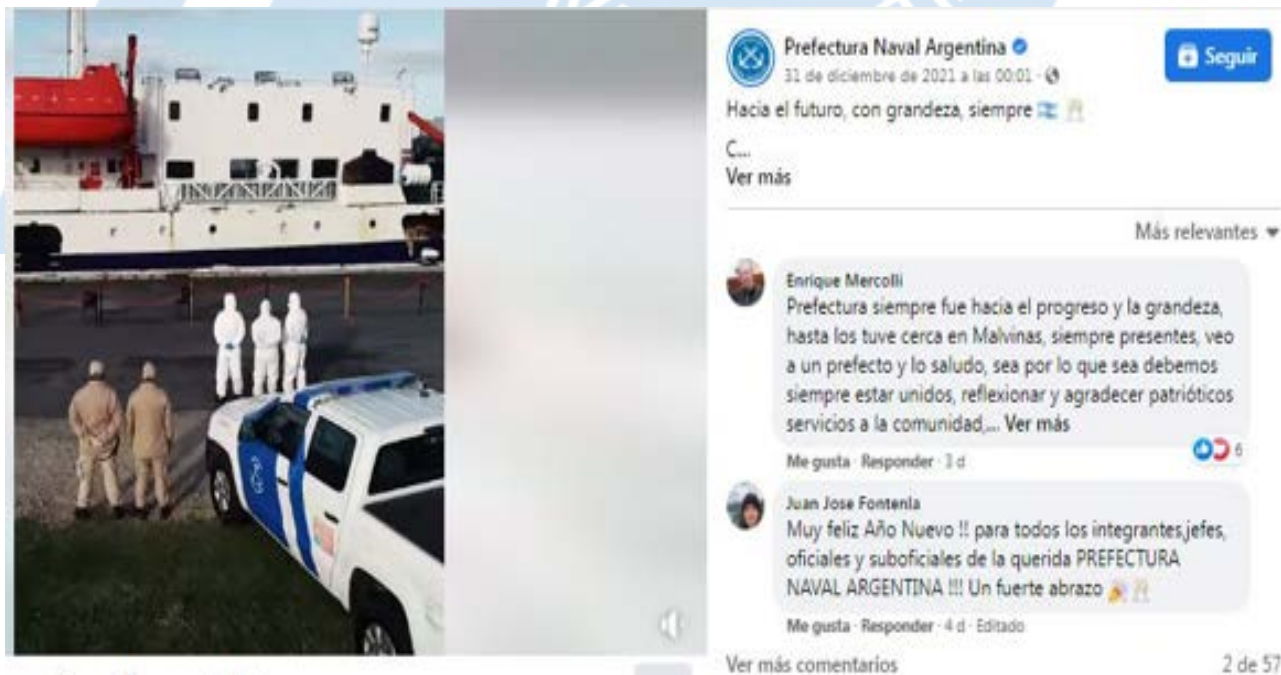 Prefectura Naval Argentina
Seguir
31 de diciembre de 2021 a las 00:01 ·
Hacia el futuro, con grandeza, siempre
C...
Ver más
Más relevantes
Enrique Mercolli
Prefectura siempre fue hacia el progreso y la grandeza,
hasta los tuve cerca en Malvinas, siempre presentes, veo
a un prefecto y lo saludo, sea por lo que sea debemos
siempre estar unidos, reflexionar y agradecer patrióticos
servicios a la comunidad,... Ver más
6
Me gusta · Responder · 3 d
Juan Jose Fontenla
Muy feliz Año Nuevo !! para todos los integrantes,jefes,
oficiales y suboficiales de la querida PREFECTURA
NAVAL ARGENTINA !!! Un fuerte abrazo
Me gusta · Responder · 4 d · Editado
Ver más comentarios
2 de 57